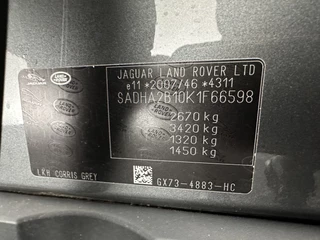 JAGUAR LAND ROVER LTD
e11 *2007/46 *4311
SADHA2B10K1F66598
2670 kg
3420 kg
1320 kg
1450 kg
LKH CORRIS GREY
GX73-4883-HC